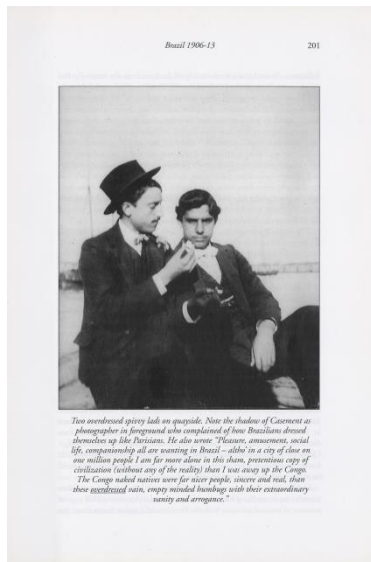 Brazil 1906-13
201
Two overdressed spivvy lads on quayside. Note the shadow of Casement as
photographer in foreground who complained of how Brazilians dressed
themselves up like Parisians. He also wrote "Pleasure, amusement, social
life, companionship all are wanting in Brazil – altho' in a city of close on
one million people I am far more alone in this sham, pretentious copy of
civilization (without any of the reality) than I was away up the Congo.
The Congo naked natives were far nicer people, sincere and real, than
these overdressed vain, empty minded humbugs with their extraordinary
vanity and arrogance."